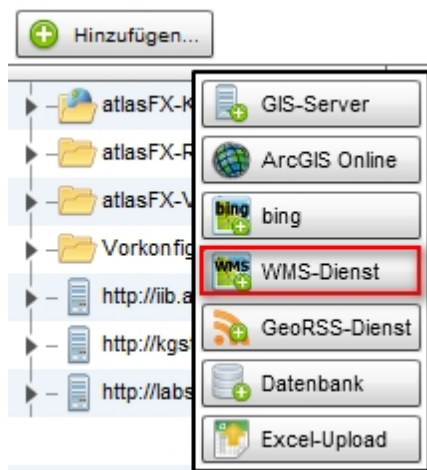 Hinzufügen...
atlasFX-K
atlasFX-R
atlasFX-V
Vorkonfig
http://iib.a
http://kgs
http://labs
GIS-Server
ArcGIS Online
bing
bing
WMS
WMS-Dienst
GeoRSS-Dienst
Datenbank
Excel-Upload